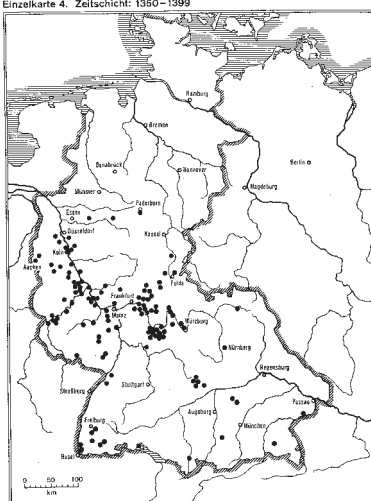 Einzelkarte 4. Zeitschicht: 1350–1399
Hamburg
Bremen
Osnabrück
Hannover
Berlin
Münster
Magdeburg
Paderborn
Essen
Düsseldorf
Kassel
Köln
Aachen
Fulda
Frankfurt
Mainz
Würzburg
Nürnberg
Regensburg
Straßburg
Stuttgart
Passau
Augsburg
München
Freiburg
Basel
0 50 100
km